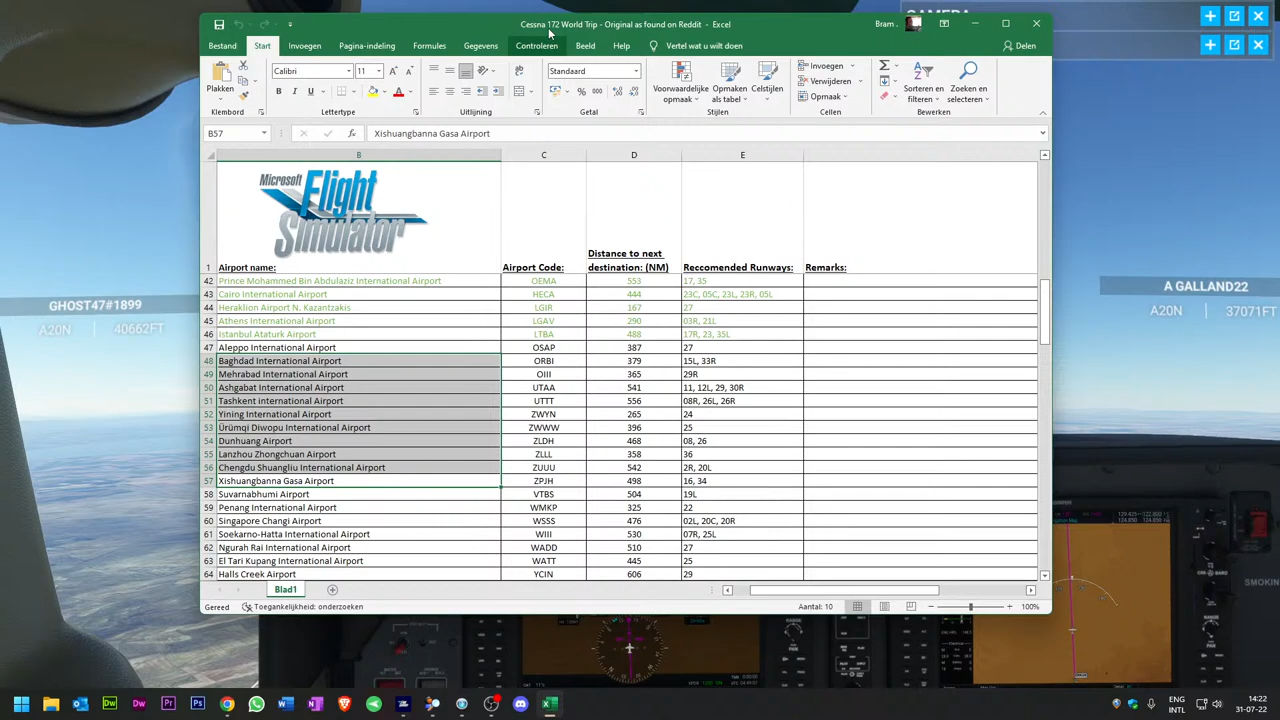 CAMERA
Cessna 172 World Trip - Original as found on Reddit - Excel
Bram .
Bestand Start Invoegen Pagina-indeling Formules Gegevens Controleren Beeld Help Vertel wat u wilt doen Delen
Calibri 11 Standaard Invoegen
Plakken B I U Voorwaardelijke opmaak Opmaken als tabel Celstijlen Verwijderen Sorteren en filteren Zoeken en selecteren
Opmaak
Klembord Lettertype Uitlijning Getal Stijlen Cellen Bewerken
B57 fx Xishuangbanna Gasa Airport
B C D E
Microsoft
Flight
Simulator
1 Airport name: Airport Code: Distance to next destination: (NM) Reccomended Runways: Remarks:
42 Prince Mohammed Bin Abdulaziz International Airport OEMA 553 17, 35
43 Cairo International Airport HECA 444 23C, 05C, 23L, 23R, 05L
44 Heraklion Airport N. Kazantzakis LGIR 167 27
45 Athens International Airport LGAV 290 03R, 21L
46 Istanbul Ataturk Airport LTBA 488 17R, 23, 35L
47 Aleppo International Airport OSAP 387 27
48 Baghdad International Airport ORBI 379 15L, 33R
49 Mehrabad International Airport OIII 365 29R
50 Ashgabat International Airport UTAA 541 11, 12L, 29, 30R
51 Tashkent international Airport UTTT 556 08R, 26L, 26R
52 Yining International Airport ZWYN 265 24
53 Ürümqi Diwopu International Airport ZWWW 396 25
54 Dunhuang Airport ZLDH 468 08, 26
55 Lanzhou Zhongchuan Airport ZLLL 358 36
56 Chengdu Shuangliu International Airport ZUUU 542 2R, 20L
57 Xishuangbanna Gasa Airport ZPJH 498 16, 34
58 Suvarnabhumi Airport VTBS 504 19L
59 Penang International Airport WMKP 325 22
60 Singapore Changi Airport WSSS 476 02L, 20C, 20R
61 Soekarno-Hatta International Airport WIII 530 07R, 25L
62 Ngurah Rai International Airport WADD 510 27
63 El Tari Kupang International Airport WATT 445 25
64 Halls Creek Airport YCIN 606 29
Blad1
Gereed Toegankelijkheid: onderzoeken Aantal: 10 100%
GHOST47#1899
A20N 40662FT
A GALLAND22
A20N 37071FT
SMOKIN
ENG
INTL
14:22
31-07-22